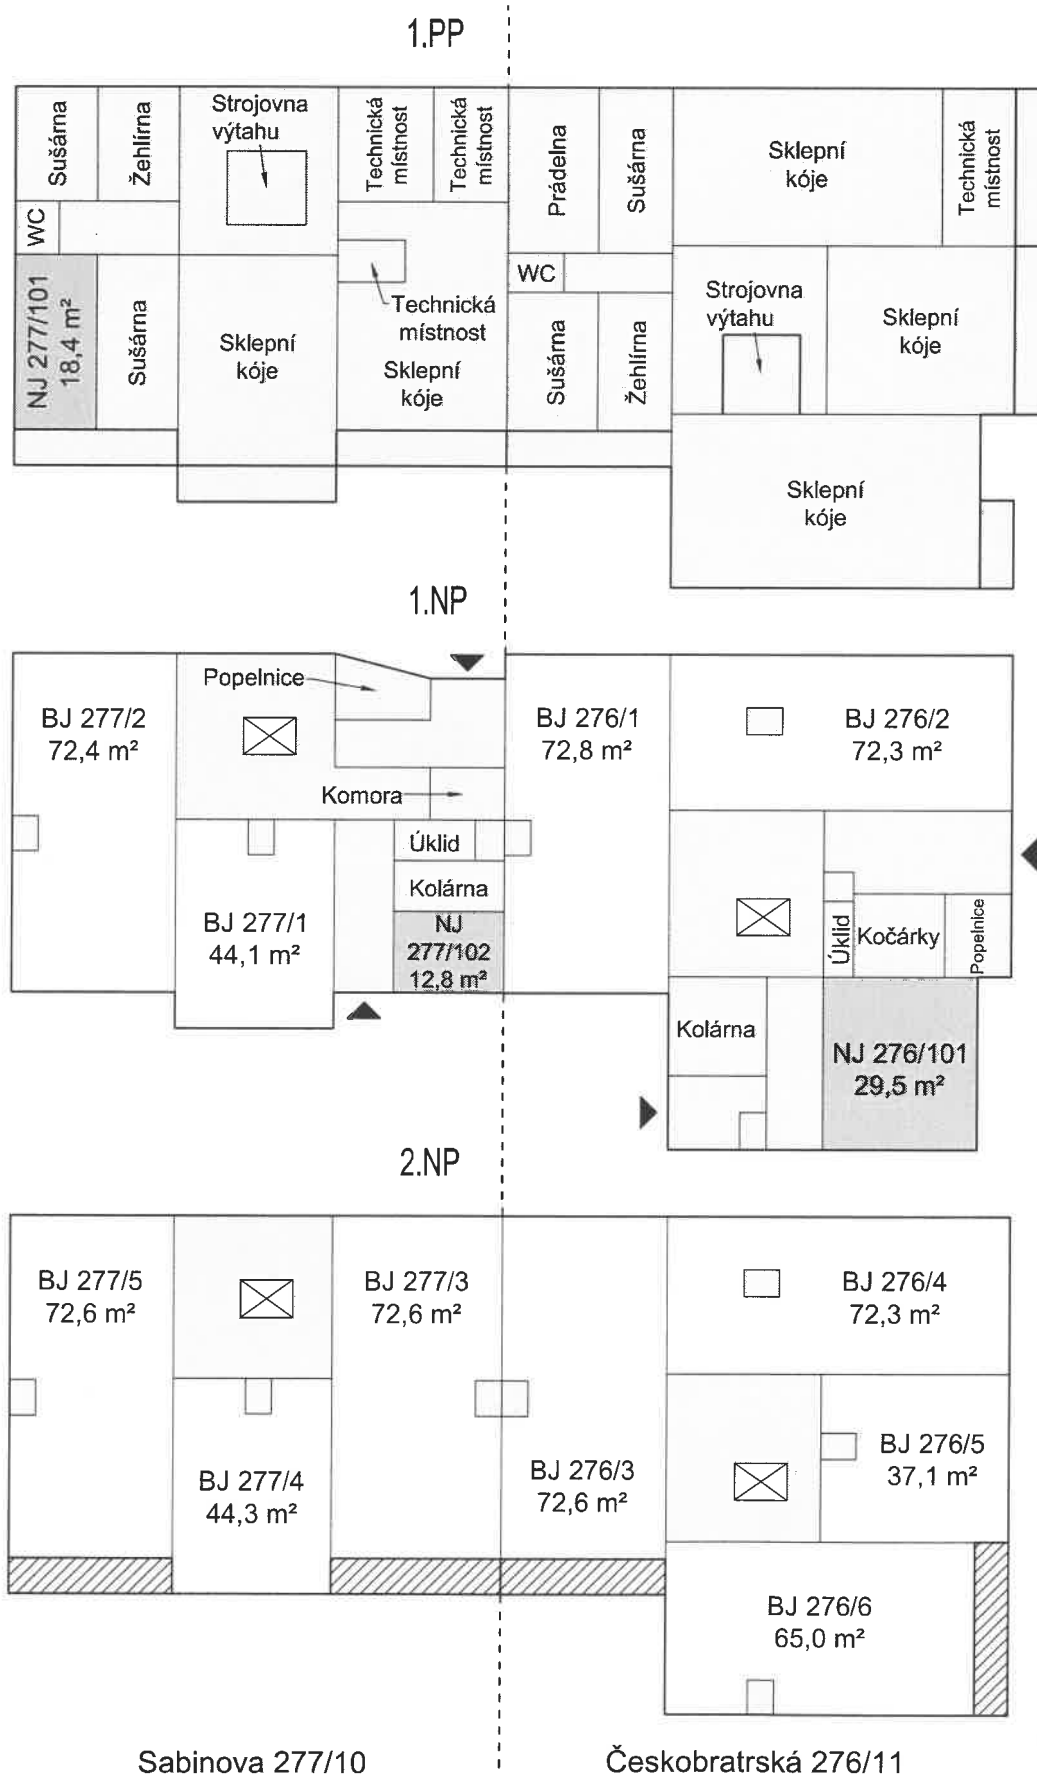 1.PP
Sušárna
Žehlírna
Strojovna
výtahu
Technická
místnost
Technická
místnost
Prádelna
Sušárna
Sklepní
kóje
Technická
místnost
WC
WC
NJ 277/101
18,4 m²
Sušárna
Sklepní
kóje
Technická
místnost
Sklepní
kóje
Sušárna
Žehlírna
Strojovna
výtahu
Sklepní
kóje
Sklepní
kóje
1.NP
BJ 277/2
72,4 m²
Popelnice
BJ 276/1
72,8 m²
BJ 276/2
72,3 m²
Komora
Úklid
Kolárna
BJ 277/1
44,1 m²
NJ
277/102
12,8 m²
Úklid
Kočárky
Popelnice
Kolárna
NJ 276/101
29,5 m²
2.NP
BJ 277/5
72,6 m²
BJ 277/3
72,6 m²
BJ 276/4
72,3 m²
BJ 277/4
44,3 m²
BJ 276/3
72,6 m²
BJ 276/5
37,1 m²
BJ 276/6
65,0 m²
Sabinova 277/10
Českobratrská 276/11